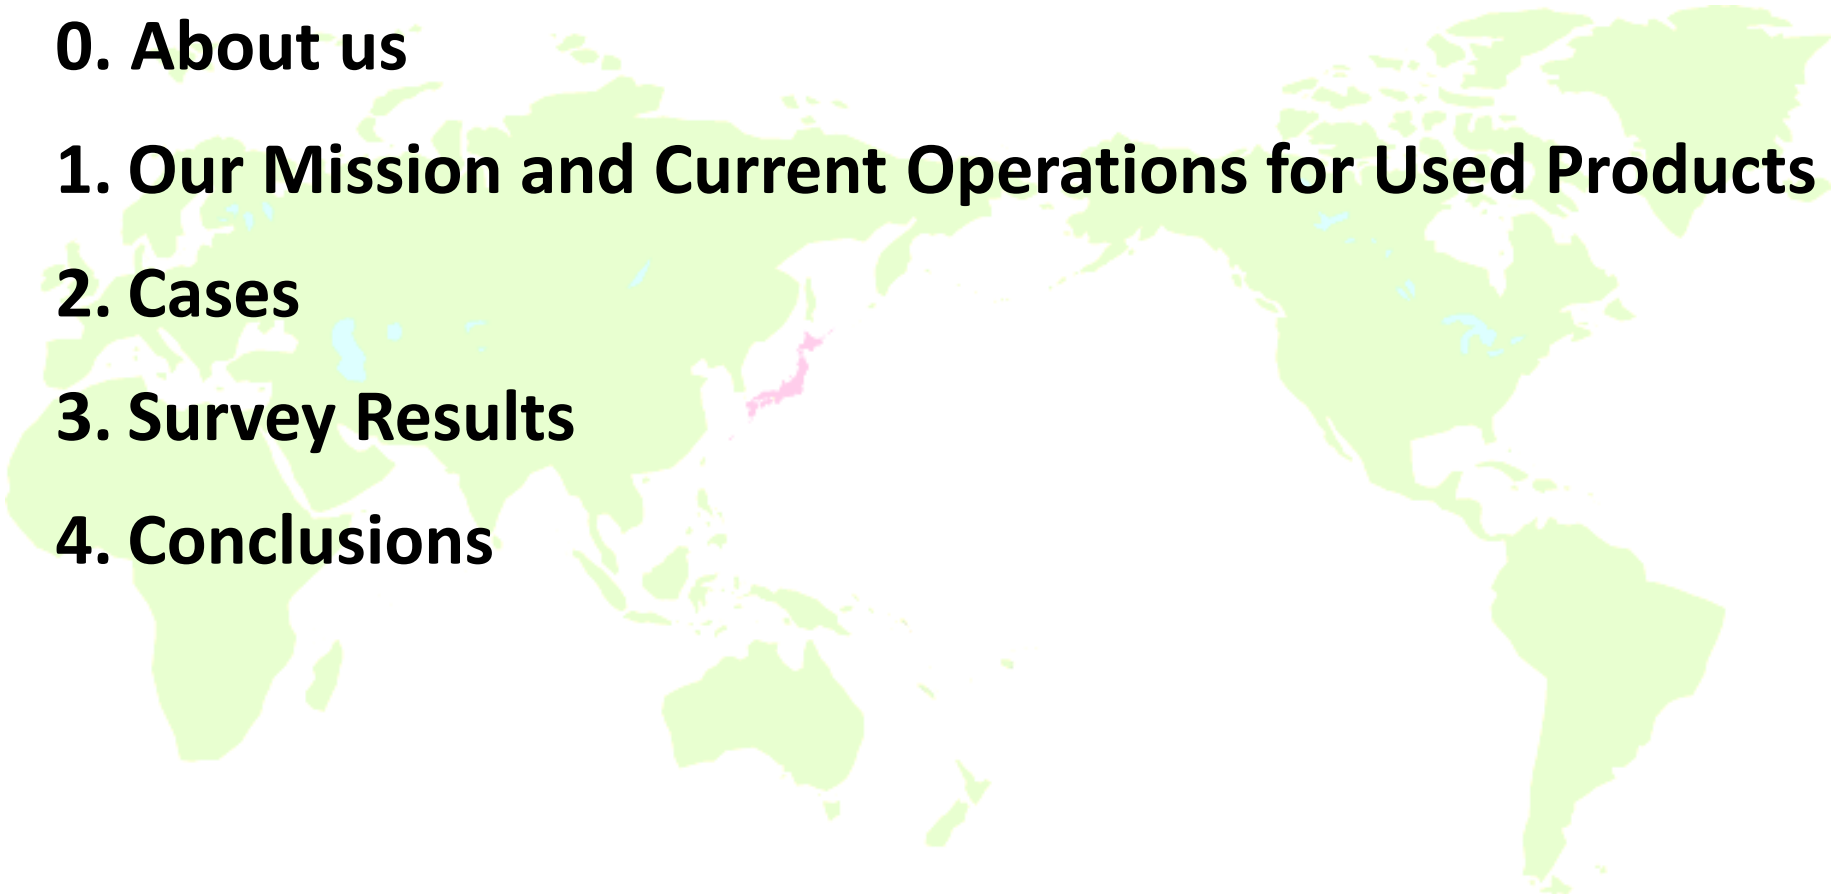 0. About us
1. Our Mission and Current Operations for Used Products
2. Cases
3. Survey Results
4. Conclusions